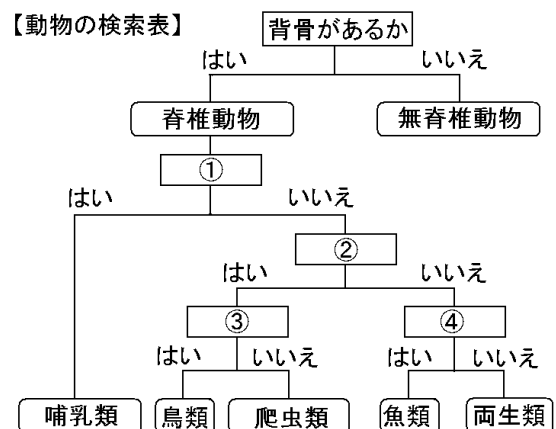 【動物の検索表】
背骨があるか
はい
いいえ
脊椎動物
無脊椎動物
①
はい
いいえ
②
はい
いいえ
③
④
はい
いいえ
はい
いいえ
哺乳類
鳥類
爬虫類
魚類
両生類